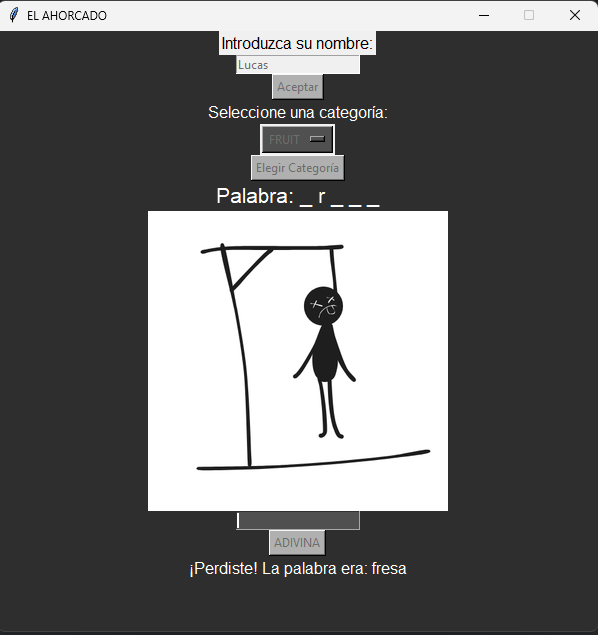 EL AHORCADO
Introduzca su nombre:
Lucas
Aceptar
Seleccione una categoría:
FRUIT
Elegir Categoría
Palabra: _ r _ _ _
ADIVINA
¡Perdiste! La palabra era: fresa